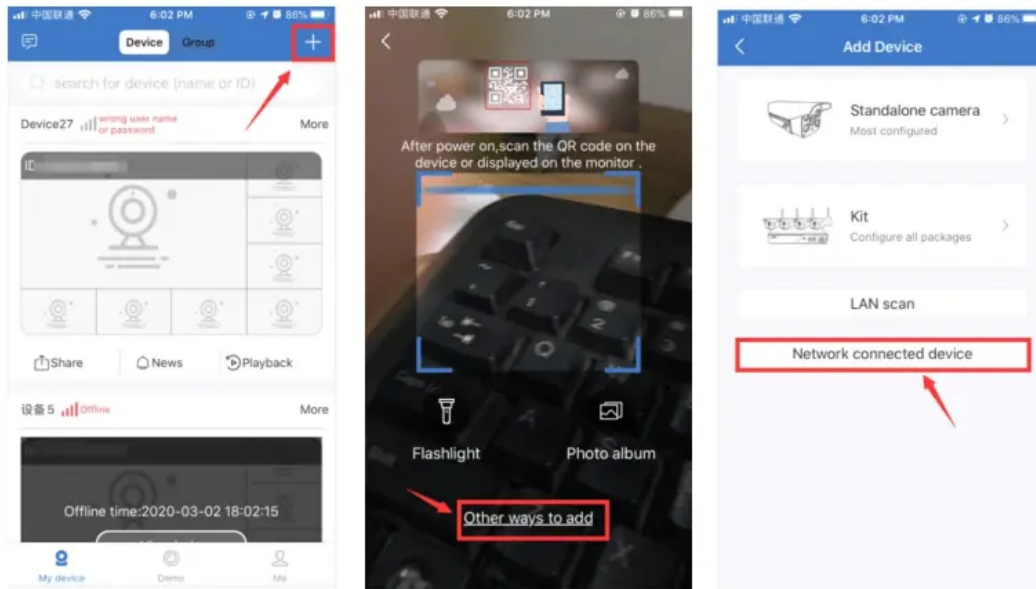 中国联通
6:02 PM
86%
Device
Group
search for device (name or ID)
Device27
wrong user name
or password
More
Share
News
Playback
设备5
Offline
More
Offline time:2020-03-02 18:02:15
My device
Demo
Me
中国联通
6:02 PM
86%
After power on,scan the QR code on the
device or displayed on the monitor .
Flashlight
Photo album
Other ways to add
中国联通
6:02 PM
86%
Add Device
Standalone camera
Most configured
Kit
Configure all packages
LAN scan
Network connected device